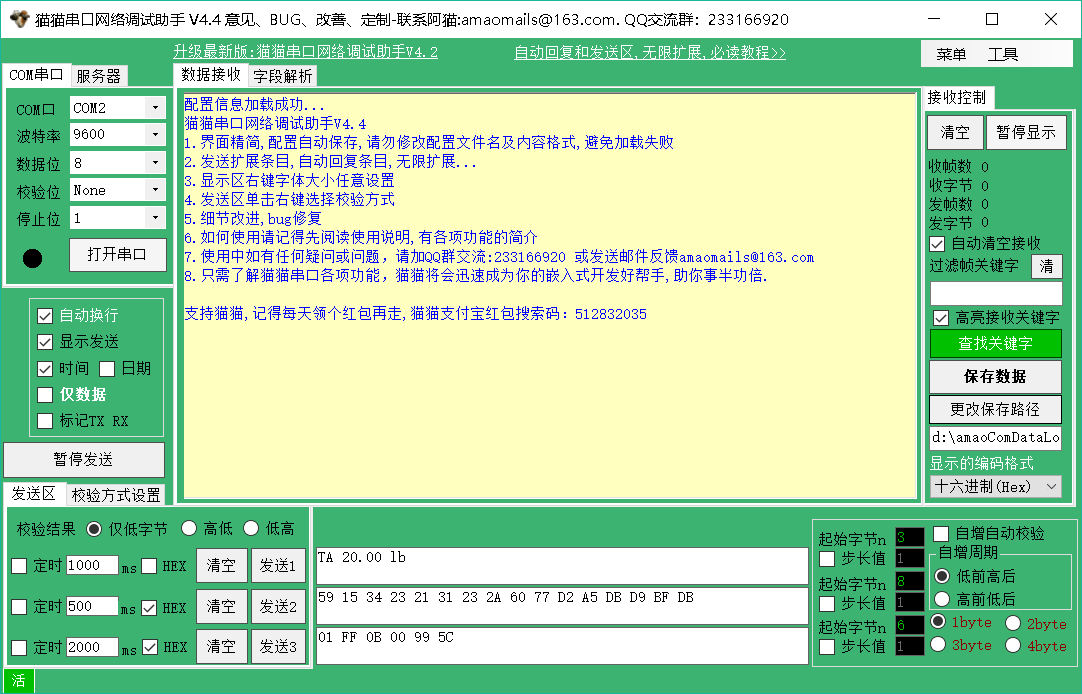 猫猫串口网络调试助手 V4.4 意见、BUG、改善、定制-联系阿猫:amaomails@163.com. QQ交流群：233166920
升级最新版:猫猫串口网络调试助手V4.2 自动回复和发送区,无限扩展,必读教程>> 菜单 工具
COM串口 服务器
数据接收 字段解析
COM口 COM2
波特率 9600
数据位 8
校验位 None
停止位 1
打开串口
自动换行
显示发送
时间 日期
仅数据
标记TX RX
暂停发送
配置信息加载成功...
猫猫串口网络调试助手V4.4
1.界面精简,配置自动保存,请勿修改配置文件名及内容格式,避免加载失败
2.发送扩展条目,自动回复条目,无限扩展...
3.显示区右键字体大小任意设置
4.发送区单击右键选择校验方式
5.细节改进,bug修复
6.如何使用请记得先阅读使用说明,有各项功能的简介
7.使用中如有任何疑问或问题，请加QQ群交流:233166920 或发送邮件反馈amaomails@163.com
8.只需了解猫猫串口各项功能，猫猫将会迅速成为你的嵌入式开发好帮手,助你事半功倍.
支持猫猫,记得每天领个红包再走,猫猫支付宝红包搜索码：512832035
接收控制
清空 暂停显示
收帧数 0
收字节 0
发帧数 0
发字节 0
自动清空接收
过滤帧关键字 清
高亮接收关键字
查找关键字
保存数据
更改保存路径
d:\amaoComDataLo
显示的编码格式
十六进制(Hex)
发送区 校验方式设置
校验结果 仅低字节 高低 低高
定时 1000 ms HEX 清空 发送1 TA 20.00 lb
定时 500 ms HEX 清空 发送2 59 15 34 23 21 31 23 2A 60 77 D2 A5 DB D9 BF DB
定时 2000 ms HEX 清空 发送3 01 FF 0B 00 99 5C
起始字节n 3
步长值 1
起始字节n 8
步长值 1
起始字节n 6
步长值 1
自增自动校验
自增周期
低前高后
高前低后
1byte 2byte
3byte 4byte
活